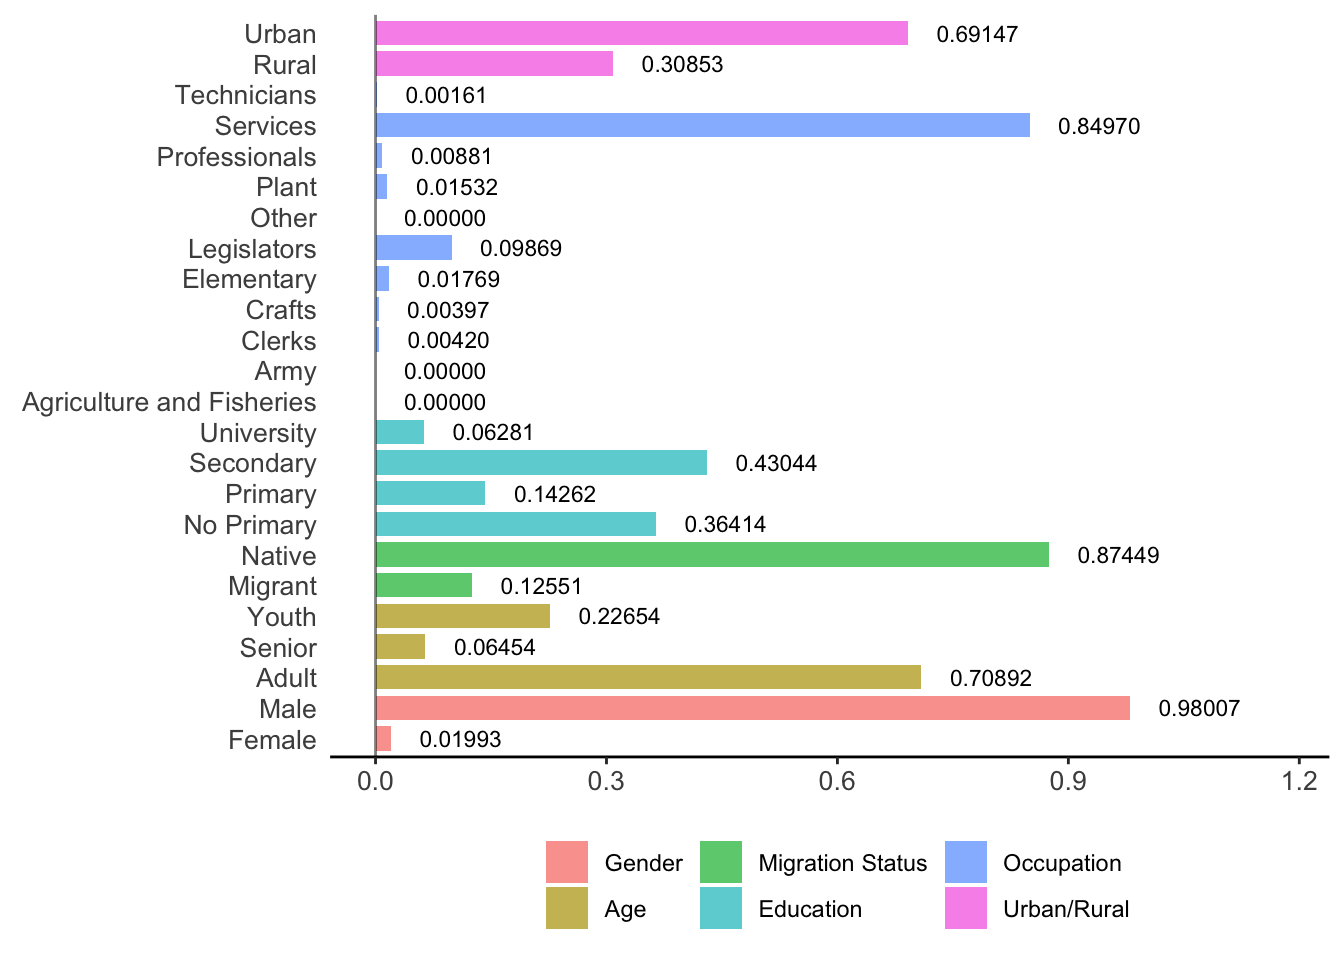 Urban 0.69147
Rural 0.30853
Technicians 0.00161
Services 0.84970
Professionals 0.00881
Plant 0.01532
Other 0.00000
Legislators 0.09869
Elementary 0.01769
Crafts 0.00397
Clerks 0.00420
Army 0.00000
Agriculture and Fisheries 0.00000
University 0.06281
Secondary 0.43044
Primary 0.14262
No Primary 0.36414
Native 0.87449
Migrant 0.12551
Youth 0.22654
Senior 0.06454
Adult 0.70892
Male 0.98007
Female 0.01993
0.0 0.3 0.6 0.9 1.2
Gender Migration Status Occupation
Age Education Urban/Rural